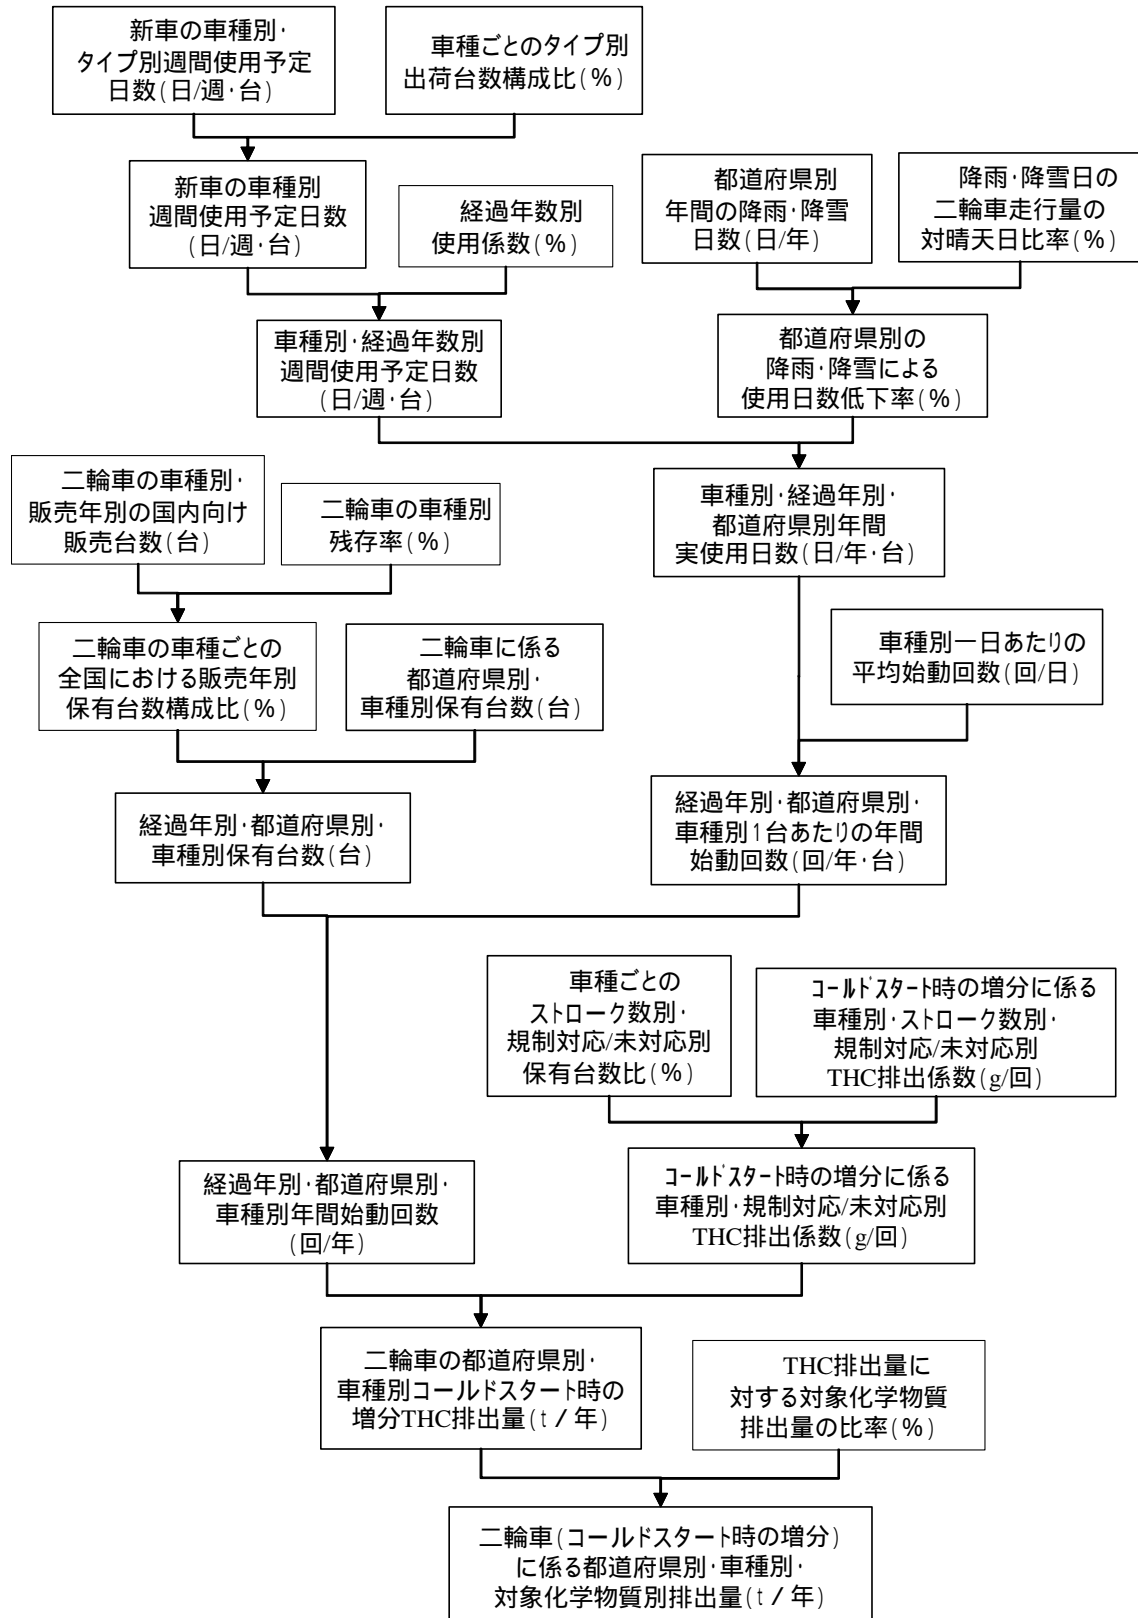 新車の車種別・
タイプ別週間使用予定
日数(日/週・台)
車種ごとのタイプ別
出荷台数構成比(%)
新車の車種別
週間使用予定日数
(日/週・台)
経過年数別
使用係数(%)
都道府県別
年間の降雨・降雪
日数(日/年)
降雨・降雪日の
二輪車走行量の
対晴天日比率(%)
車種別・経過年数別
週間使用予定日数
(日/週・台)
都道府県別の
降雨・降雪による
使用日数低下率(%)
二輪車の車種別・
販売年別の国内向け
販売台数(台)
二輪車の車種別
残存率(%)
車種別・経過年別・
都道府県別年間
実使用日数(日/年・台)
二輪車の車種ごとの
全国における販売年別
保有台数構成比(%)
二輪車に係る
都道府県別・
車種別保有台数(台)
車種別一日あたりの
平均始動回数(回/日)
経過年別・都道府県別・
車種別保有台数(台)
経過年別・都道府県別・
車種別1台あたりの年間
始動回数(回/年・台)
車種ごとの
ストローク数別・
規制対応/未対応別
保有台数比(%)
ｺｰﾙﾄﾞｽﾀｰﾄ時の増分に係る
車種別・ストローク数別・
規制対応/未対応別
THC排出係数(g/回)
経過年別・都道府県別・
車種別年間始動回数
(回/年)
ｺｰﾙﾄﾞｽﾀｰﾄ時の増分に係る
車種別・規制対応/未対応別
THC排出係数(g/回)
二輪車の都道府県別・
車種別コールドスタート時の
増分THC排出量(t／年)
THC排出量に
対する対象化学物質
排出量の比率(%)
二輪車(コールドスタート時の増分)
に係る都道府県別・車種別・
対象化学物質別排出量(t／年)